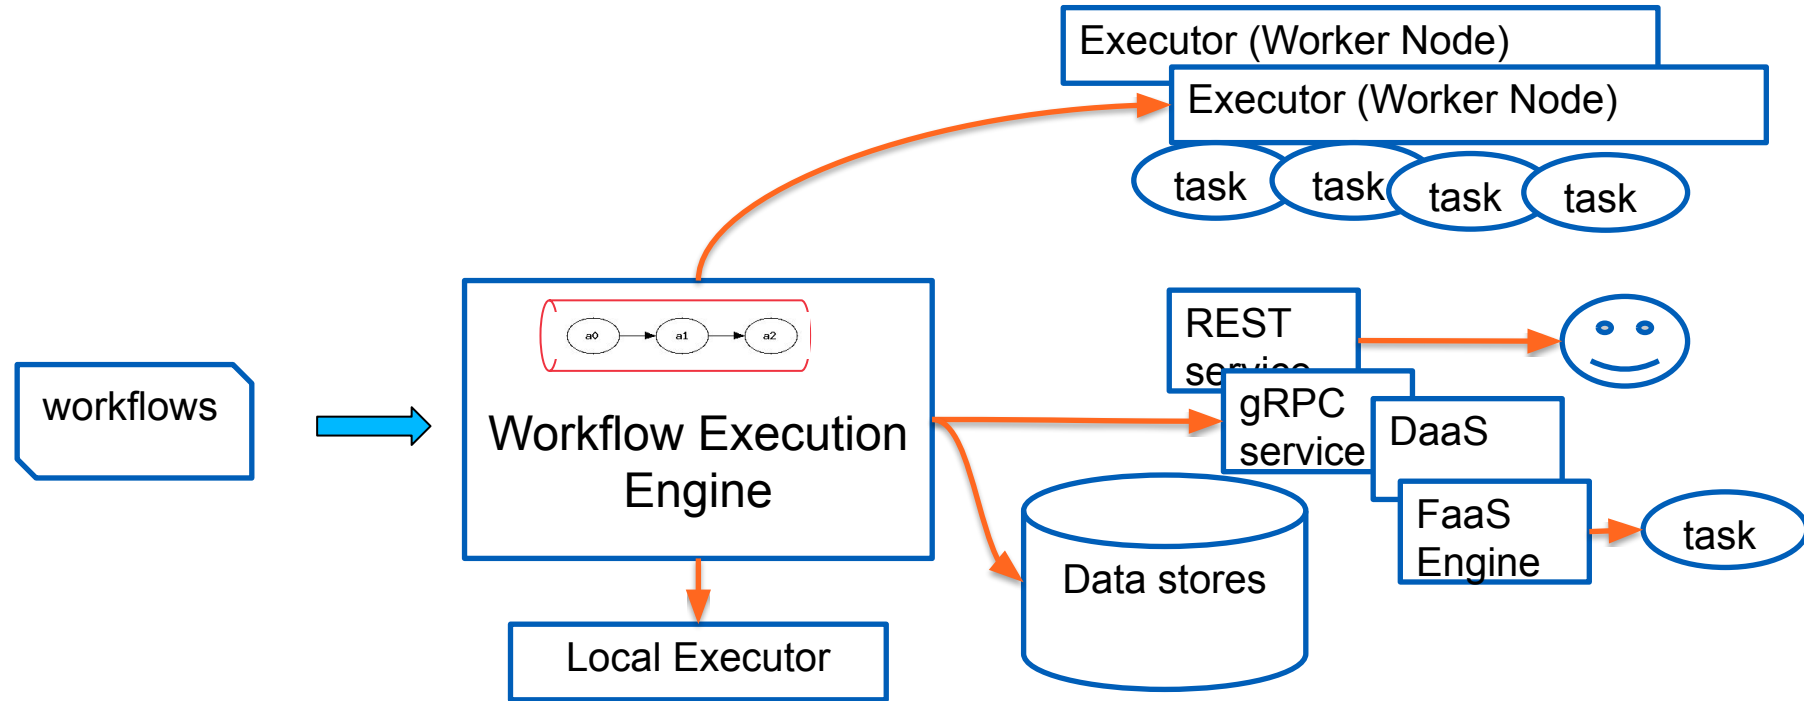 Executor (Worker Node)
Executor (Worker Node)
task
task
task
task
workflows
a0
a1
a2
Workflow Execution
Engine
Local Executor
REST
service
gRPC
service
DaaS
FaaS
Engine
task
Data stores